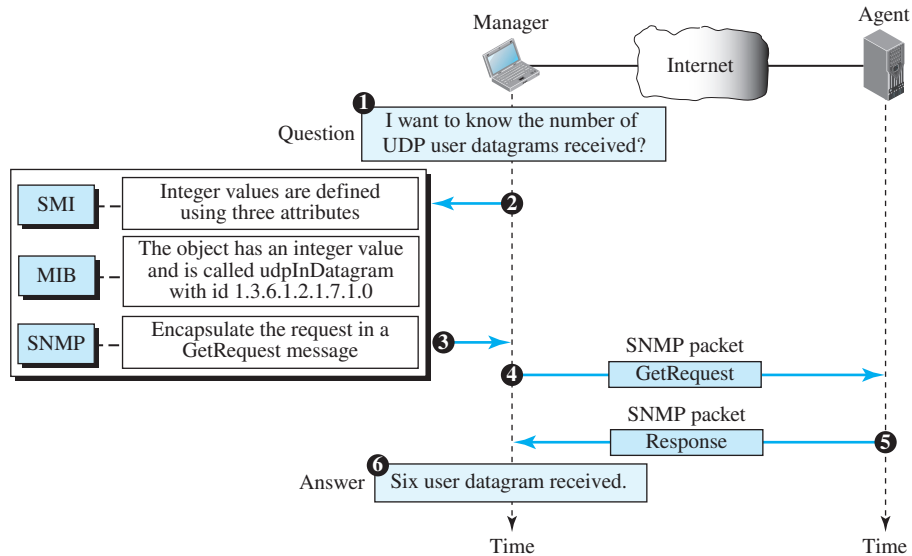 Manager
Agent
Internet
1
Question
I want to know the number of
UDP user datagrams received?
SMI
Integer values are defined
using three attributes
2
MIB
The object has an integer value
and is called udpInDatagram
with id 1.3.6.1.2.1.7.1.0
SNMP
Encapsulate the request in a
GetRequest message
3
SNMP packet
4
GetRequest
SNMP packet
Response
5
6
Answer
Six user datagram received.
Time
Time